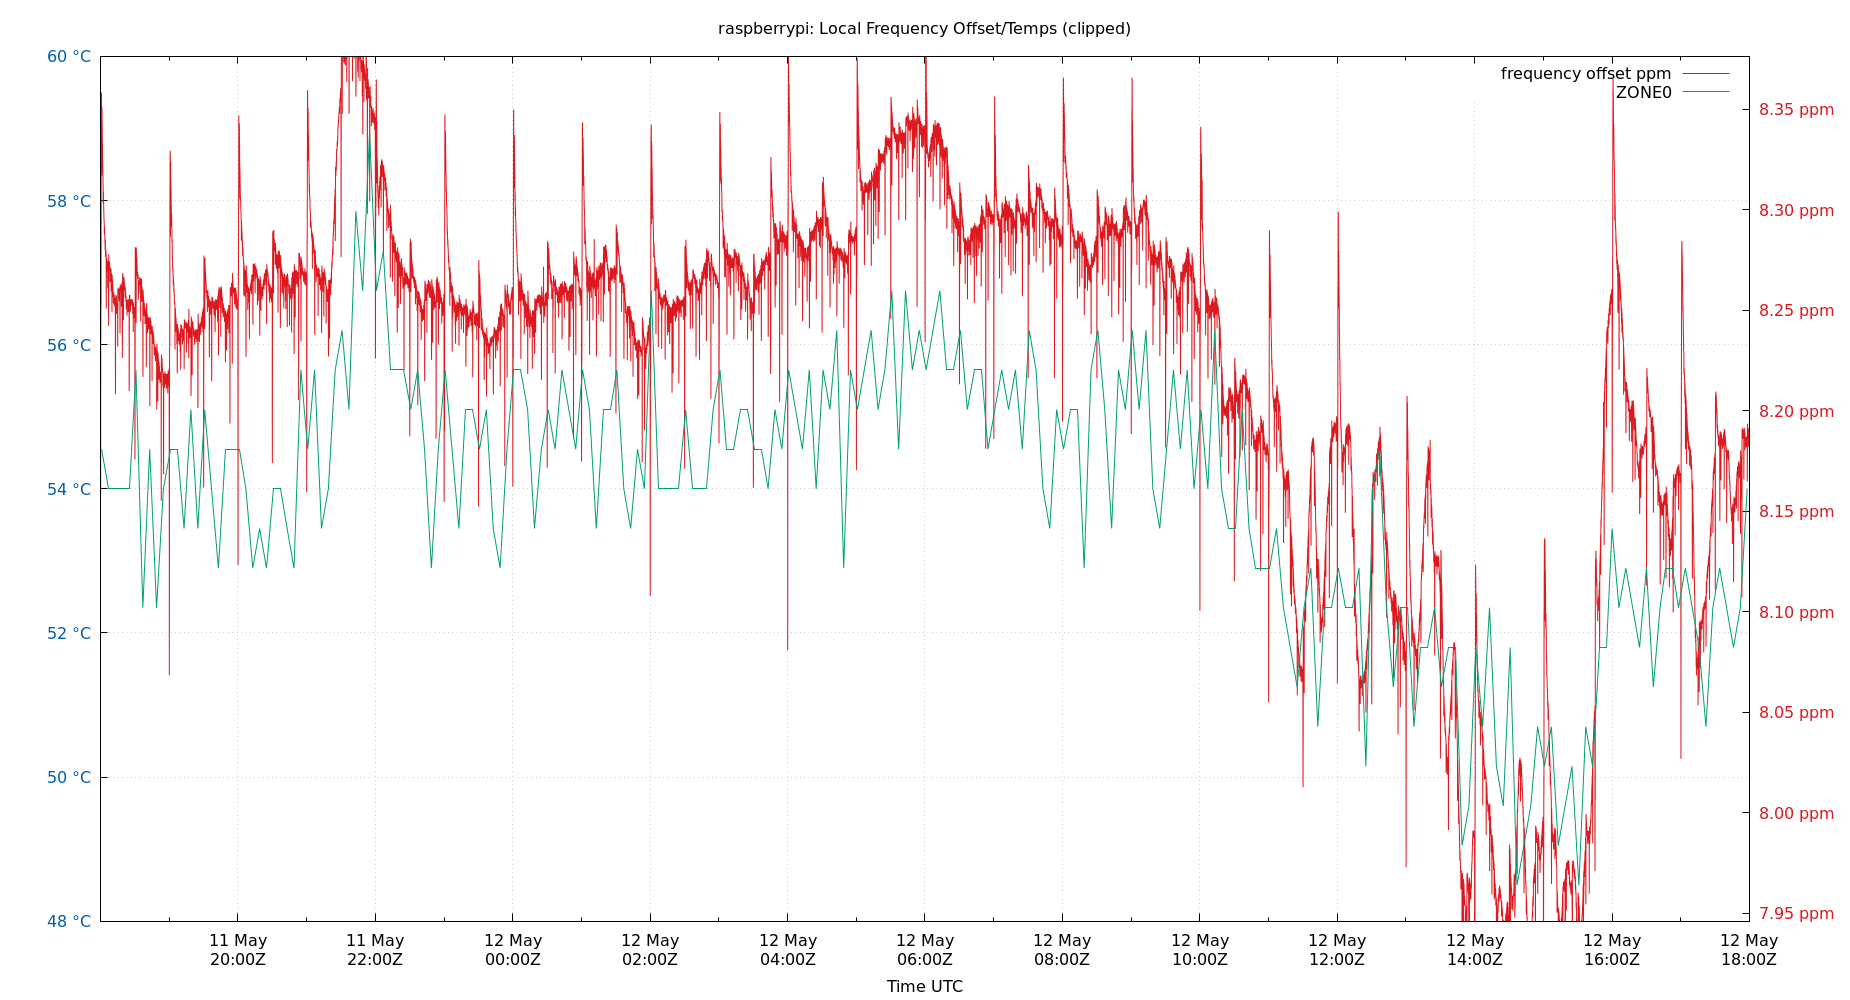 raspberrypi: Local Frequency Offset/Temps (clipped)
60 °C
58 °C
56 °C
54 °C
52 °C
50 °C
48 °C
frequency offset ppm
ZONE0
8.35 ppm
8.30 ppm
8.25 ppm
8.20 ppm
8.15 ppm
8.10 ppm
8.05 ppm
8.00 ppm
7.95 ppm
11 May 11 May 12 May 12 May 12 May 12 May 12 May 12 May 12 May 12 May 12 May 12 May
20:00Z 22:00Z 00:00Z 02:00Z 04:00Z 06:00Z 08:00Z 10:00Z 12:00Z 14:00Z 16:00Z 18:00Z
Time UTC